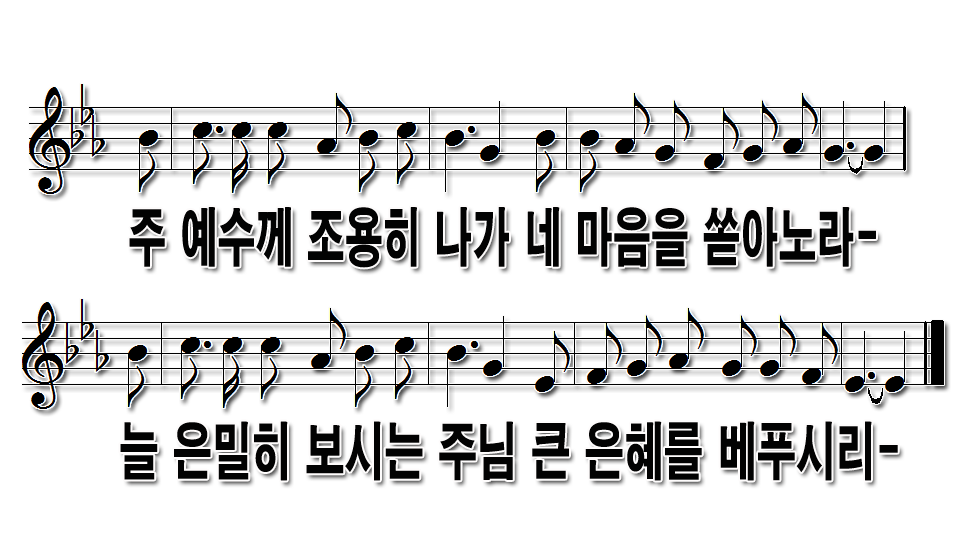 주 예수께 조용히 나가 네 마음을 쏟아노라-
늘 은밀히 보시는 주님 큰 은혜를 베푸시리-